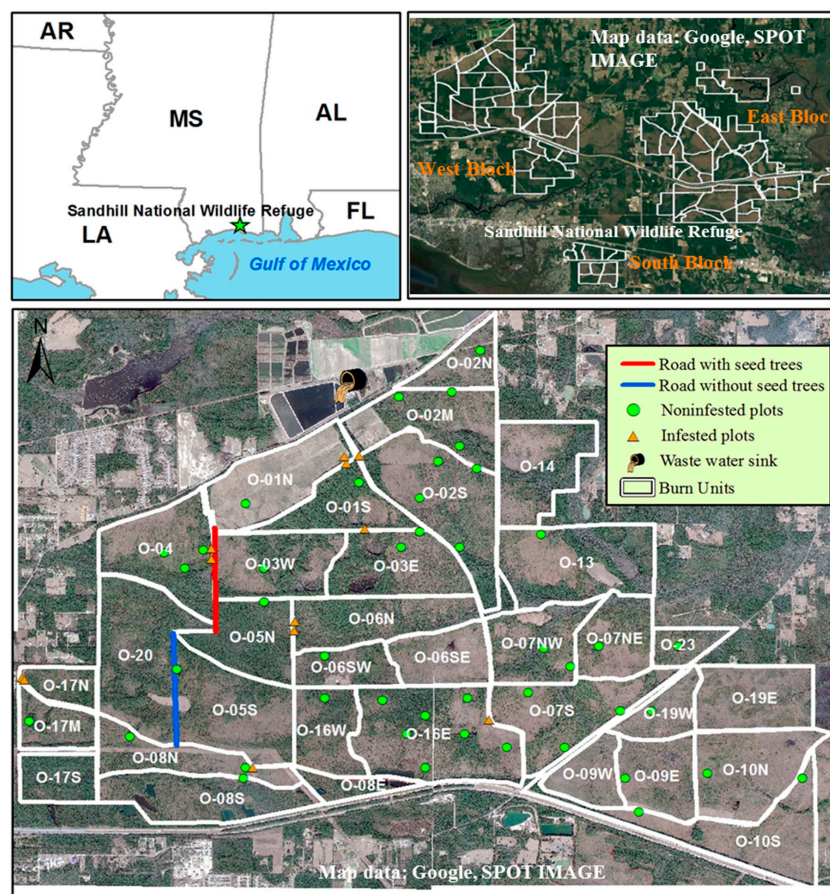 AR
MS
AL
Sandhill National Wildlife Refuge
FL
LA
Gulf of Mexico
Map data: Google, SPOT
IMAGE
East Block
West Block
Sandhill National Wildlife Refuge
South Block
N
O-02N
O-02M
O-14
O-01N
O-02S
O-01S
O-04
O-03W
O-03E
O-13
O-06N
O-05N
O-07NW
O-07NE
O-23
O-20
O-06SW
O-06SE
O-17N
O-17M
O-05S
O-16W
O-16E
O-07S
O-19W
O-19E
O-08N
O-17S
O-08S
O-08E
O-09W
O-09E
O-10N
O-10S
Road with seed trees
Road without seed trees
Noninfested plots
Infested plots
Waste water sink
Burn Units
Map data: Google, SPOT IMAGE